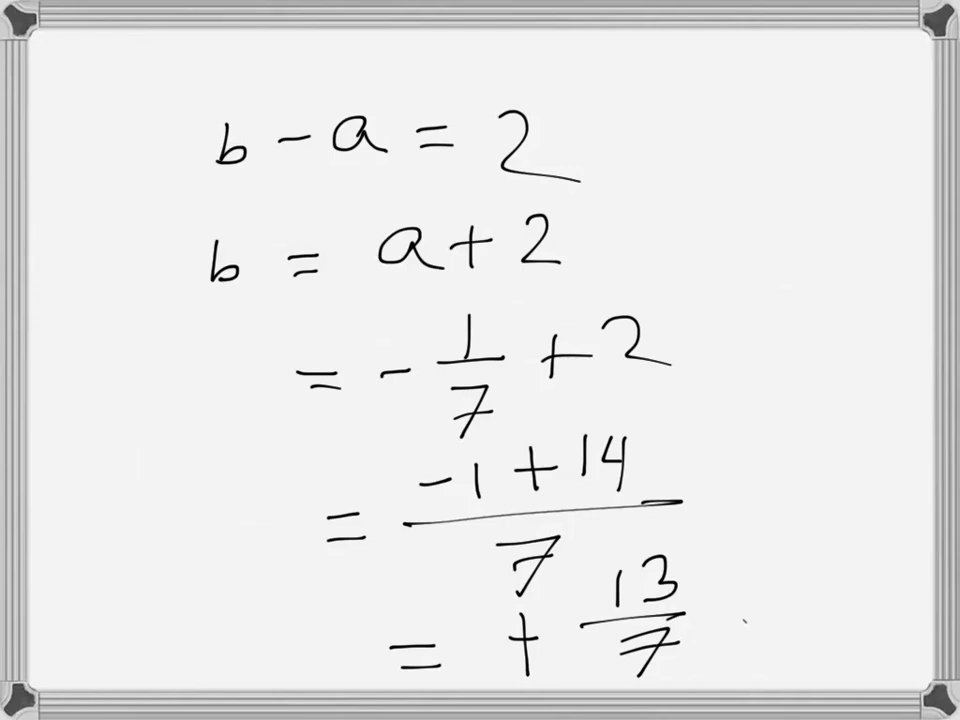 b - a = 2
b = a + 2
= - 1/7 + 2
= (-1 + 14)/7
= + 13/7